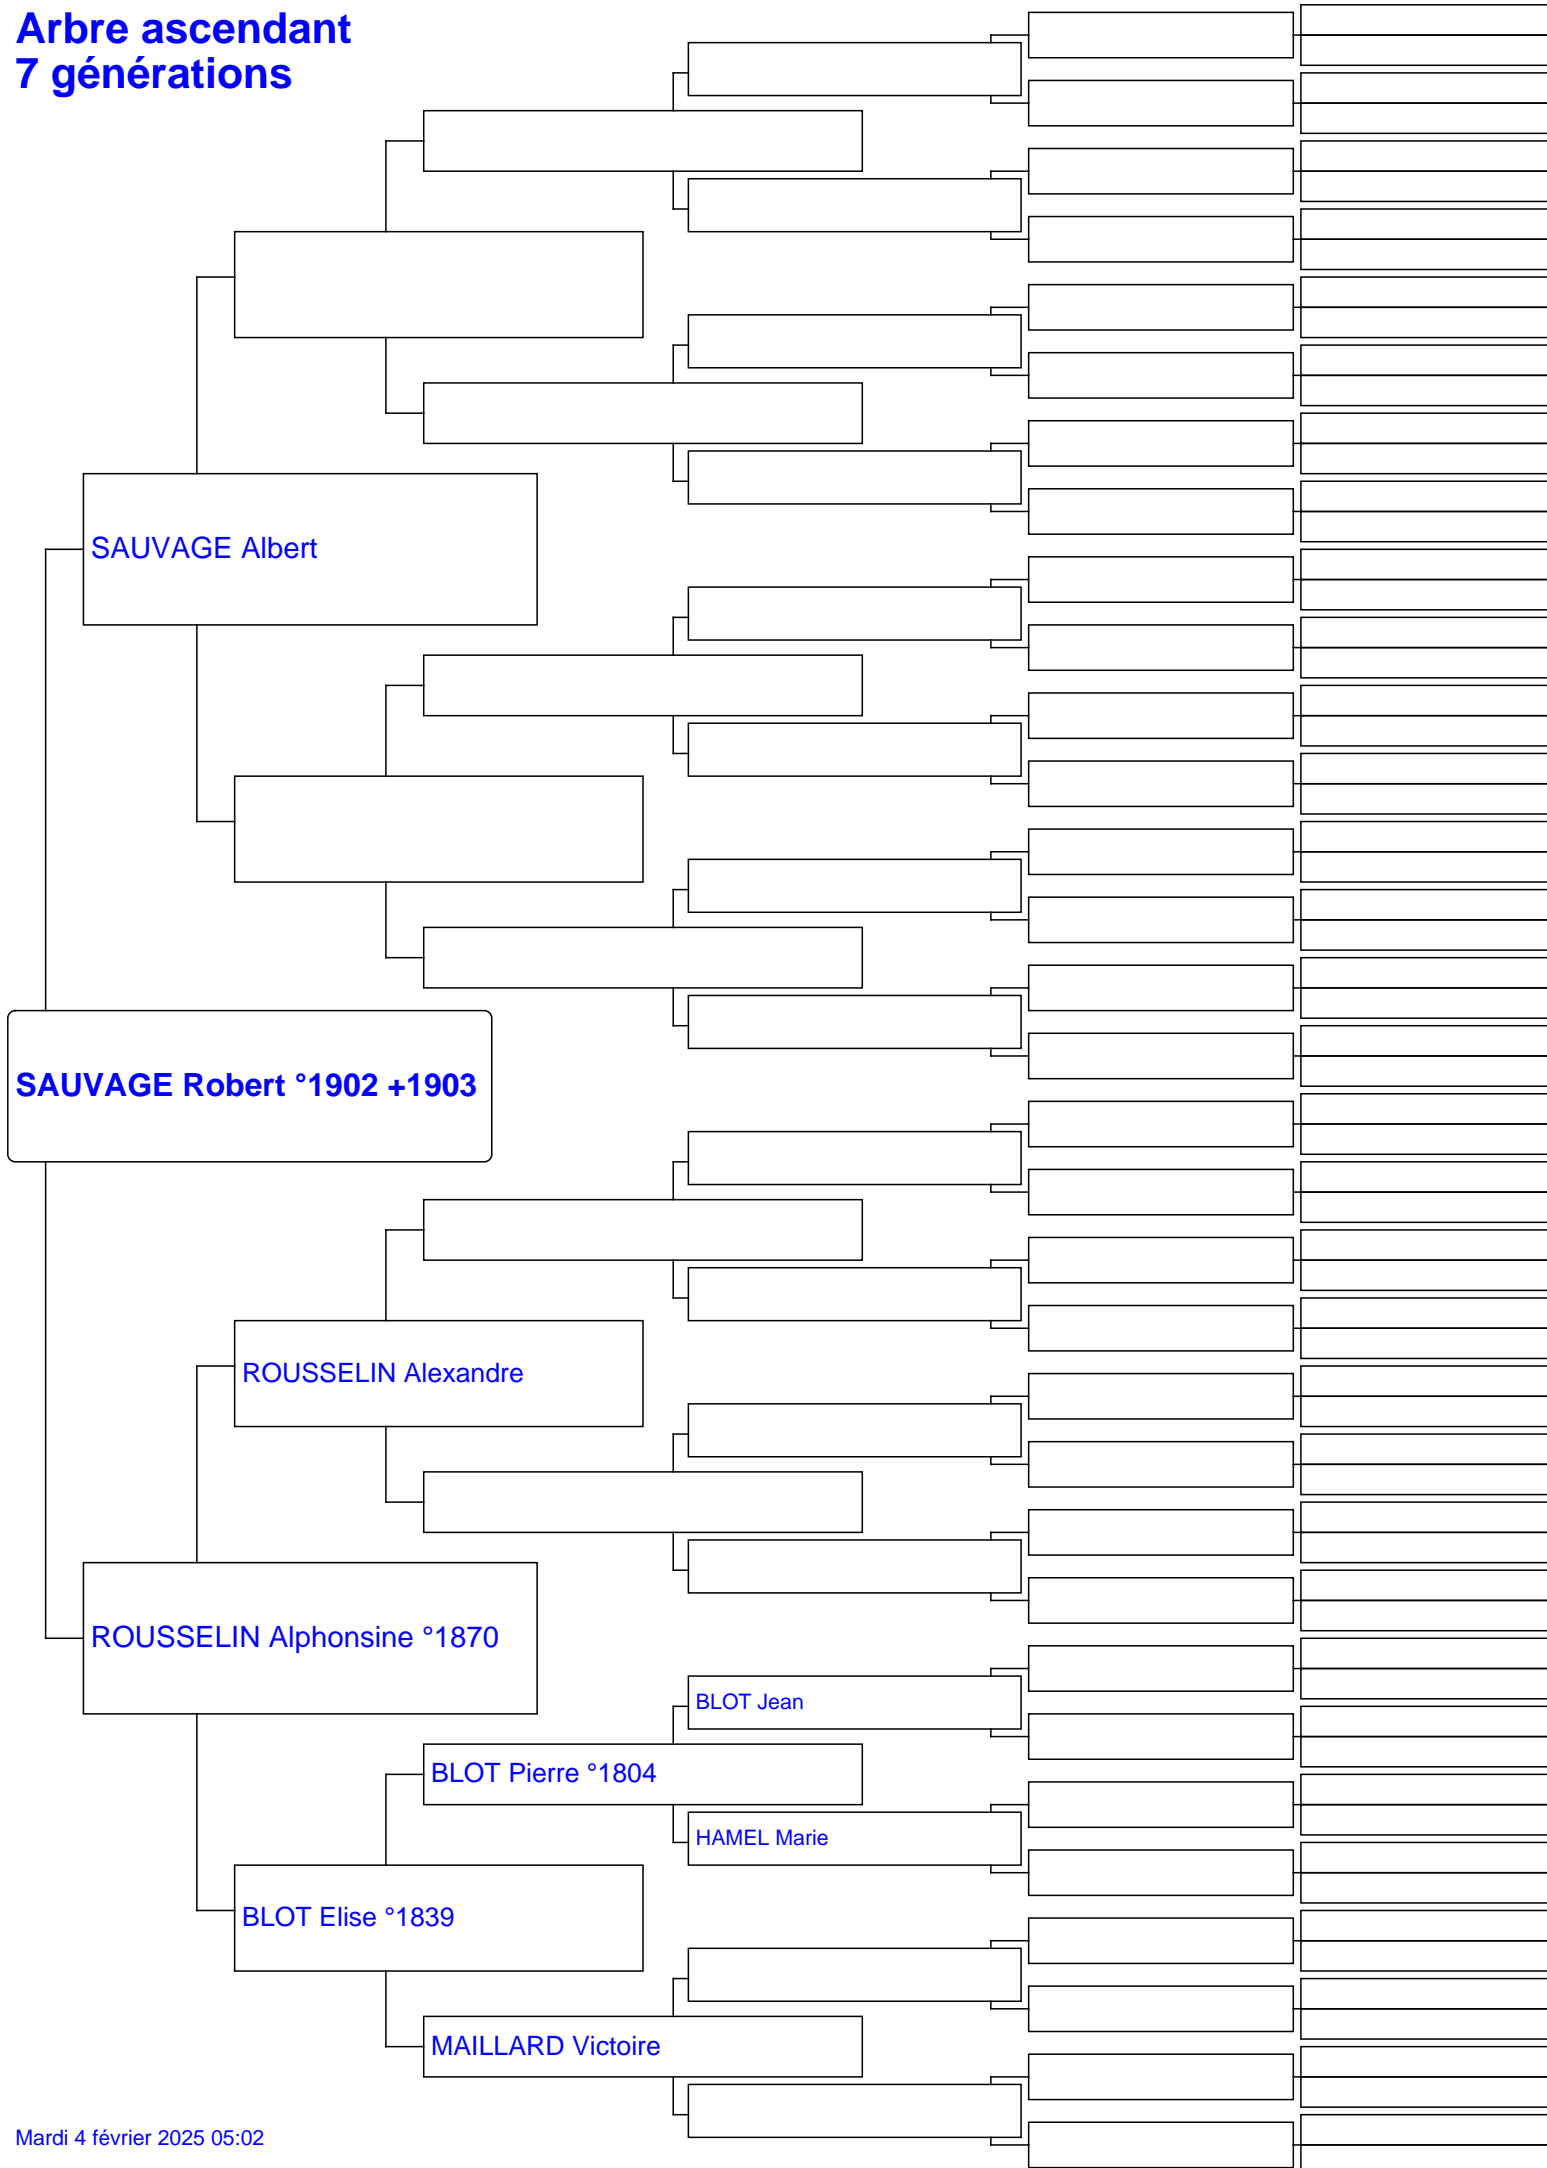 Arbre ascendant
7 générations
SAUVAGE Albert
SAUVAGE Robert °1902 +1903
ROUSSELIN Alexandre
ROUSSELIN Alphonsine °1870
BLOT Jean
BLOT Pierre °1804
HAMEL Marie
BLOT Elise °1839
MAILLARD Victoire
Mardi 4 février 2025 05:02